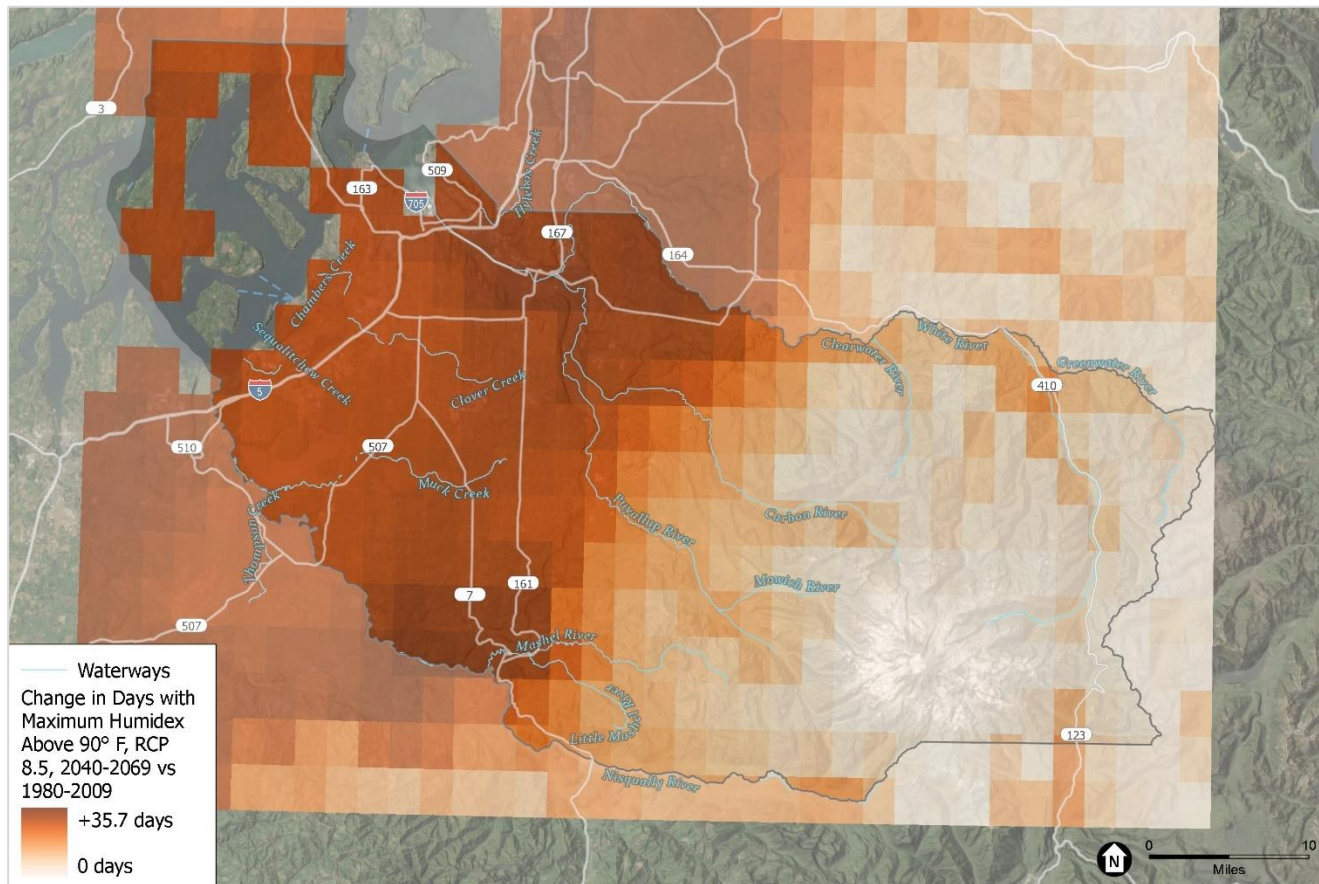 3
509
163
705
Hylebos Creek
167
164
Chambers Creek
Sequalitchew Creek
5
Clover Creek
Clearwater River
White River
Greenwater River
410
510
507
Muck Creek
Puyallup River
Carbon River
Thompson Creek
Mowish River
7
161
507
Mashel River
Little Mashel River
123
Nisqually River
Waterways
Change in Days with
Maximum Humidex
Above 90° F, RCP
8.5, 2040-2069 vs
1980-2009
+35.7 days
0 days
N
0
10
Miles